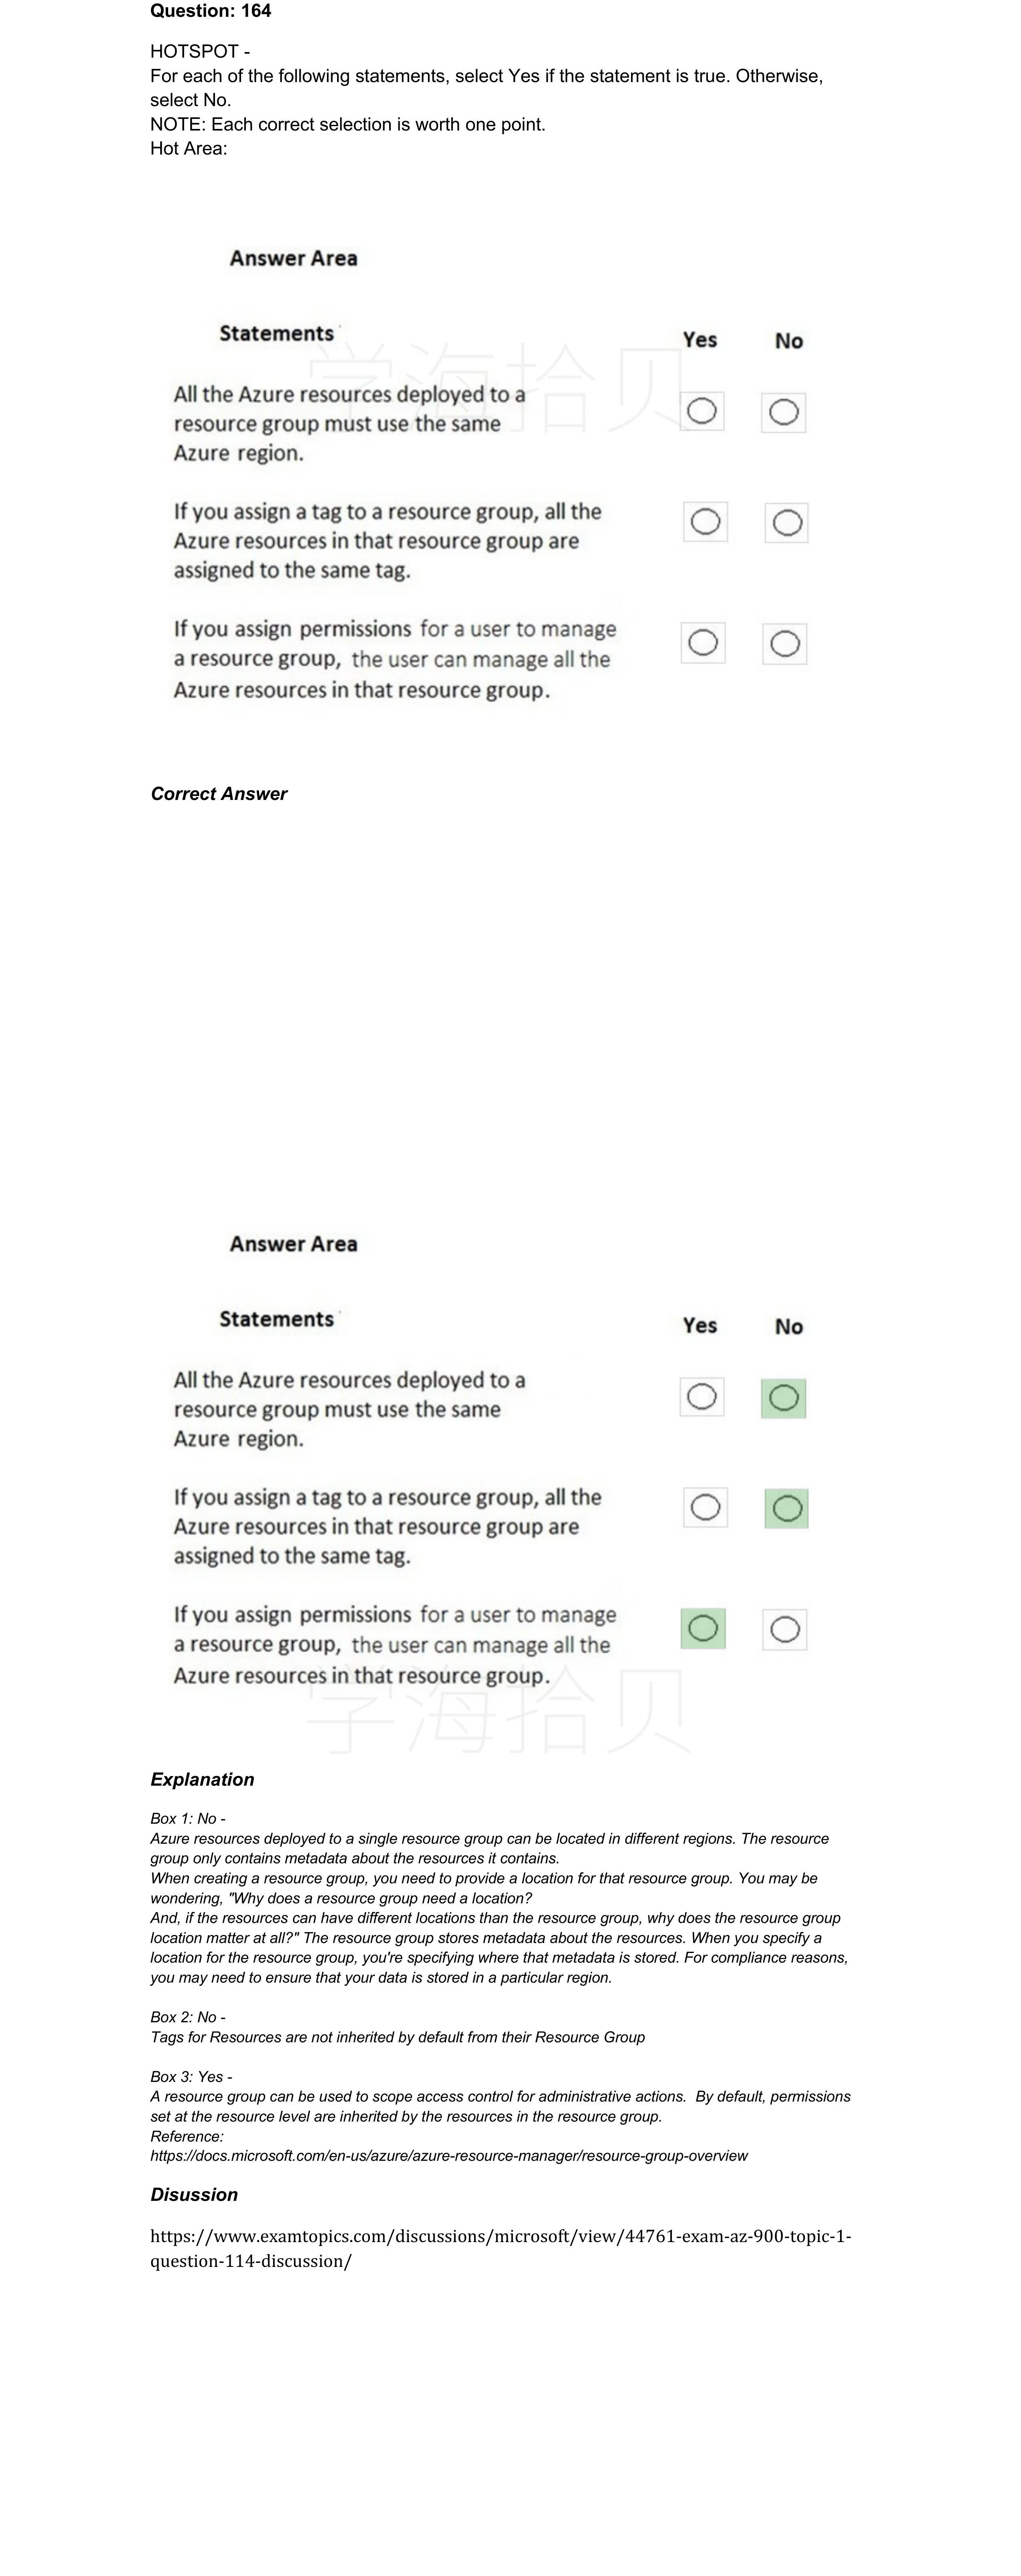 Question: 164
HOTSPOT -
For each of the following statements, select Yes if the statement is true. Otherwise,
select No.
NOTE: Each correct selection is worth one point.
Hot Area:
Answer Area
Statements
Yes No
学海拾贝
All the Azure resources deployed to a
resource group must use the same
Azure region.
If you assign a tag to a resource group, all the
Azure resources in that resource group are
assigned to the same tag.
If you assign permissions for a user to manage
a resource group, the user can manage all the
Azure resources in that resource group.
Correct Answer
Answer Area
Statements
Yes No
All the Azure resources deployed to a
resource group must use the same
Azure region.
If you assign a tag to a resource group, all the
Azure resources in that resource group are
assigned to the same tag.
If you assign permissions for a user to manage
a resource group, the user can manage all the
Azure resources in that resource group.
学海拾贝
Explanation
Box 1: No -
Azure resources deployed to a single resource group can be located in different regions. The resource
group only contains metadata about the resources it contains.
When creating a resource group, you need to provide a location for that resource group. You may be
wondering, "Why does a resource group need a location?
And, if the resources can have different locations than the resource group, why does the resource group
location matter at all?" The resource group stores metadata about the resources. When you specify a
location for the resource group, you're specifying where that metadata is stored. For compliance reasons,
you may need to ensure that your data is stored in a particular region.
Box 2: No -
Tags for Resources are not inherited by default from their Resource Group
Box 3: Yes -
A resource group can be used to scope access control for administrative actions. By default, permissions
set at the resource level are inherited by the resources in the resource group.
Reference:
https://docs.microsoft.com/en-us/azure/azure-resource-manager/resource-group-overview
Disussion
https://www.examtopics.com/discussions/microsoft/view/44761-exam-az-900-topic-1-
question-114-discussion/